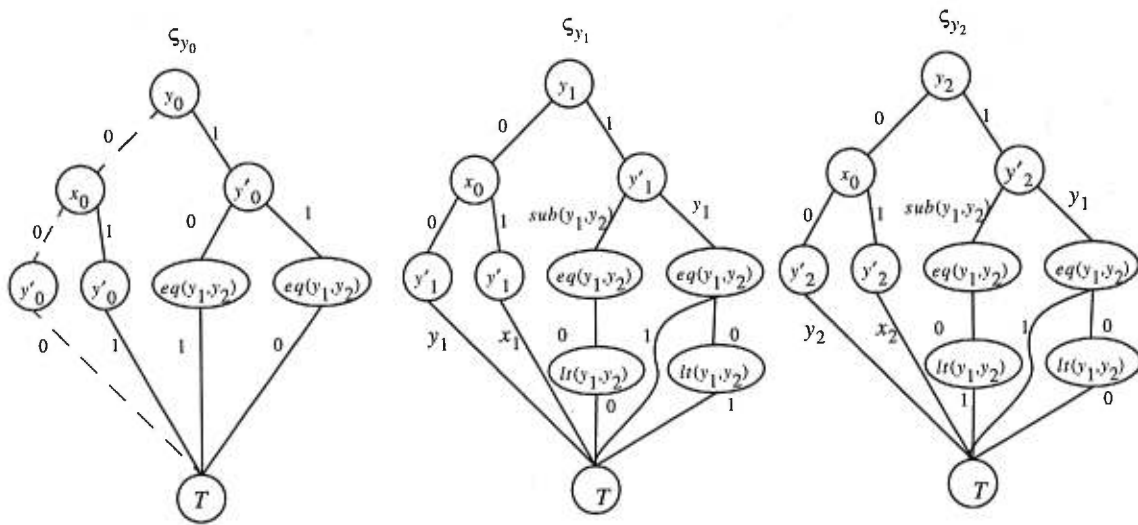 ς_{y_0} ς_{y_1} ς_{y_2}
y_0 y_1 y_2
0 1 0 1 0 1
x_0 y'_0 x_0 y'_1 x_0 y'_2
0 1 0 1 0 1 sub(y_1,y_2) y_1 0 1 sub(y_1,y_2) y_1
y'_0 y'_0 eq(y_1,y_2) eq(y_1,y_2) y'_1 y'_1 eq(y_1,y_2) eq(y_1,y_2) y'_2 y'_2 eq(y_1,y_2) eq(y_1,y_2)
0 1 1 0 y_1 x_1 0 1 0 y_2 x_2 0 1 0
lt(y_1,y_2) lt(y_1,y_2) lt(y_1,y_2) lt(y_1,y_2)
0 1 1 0
T T T